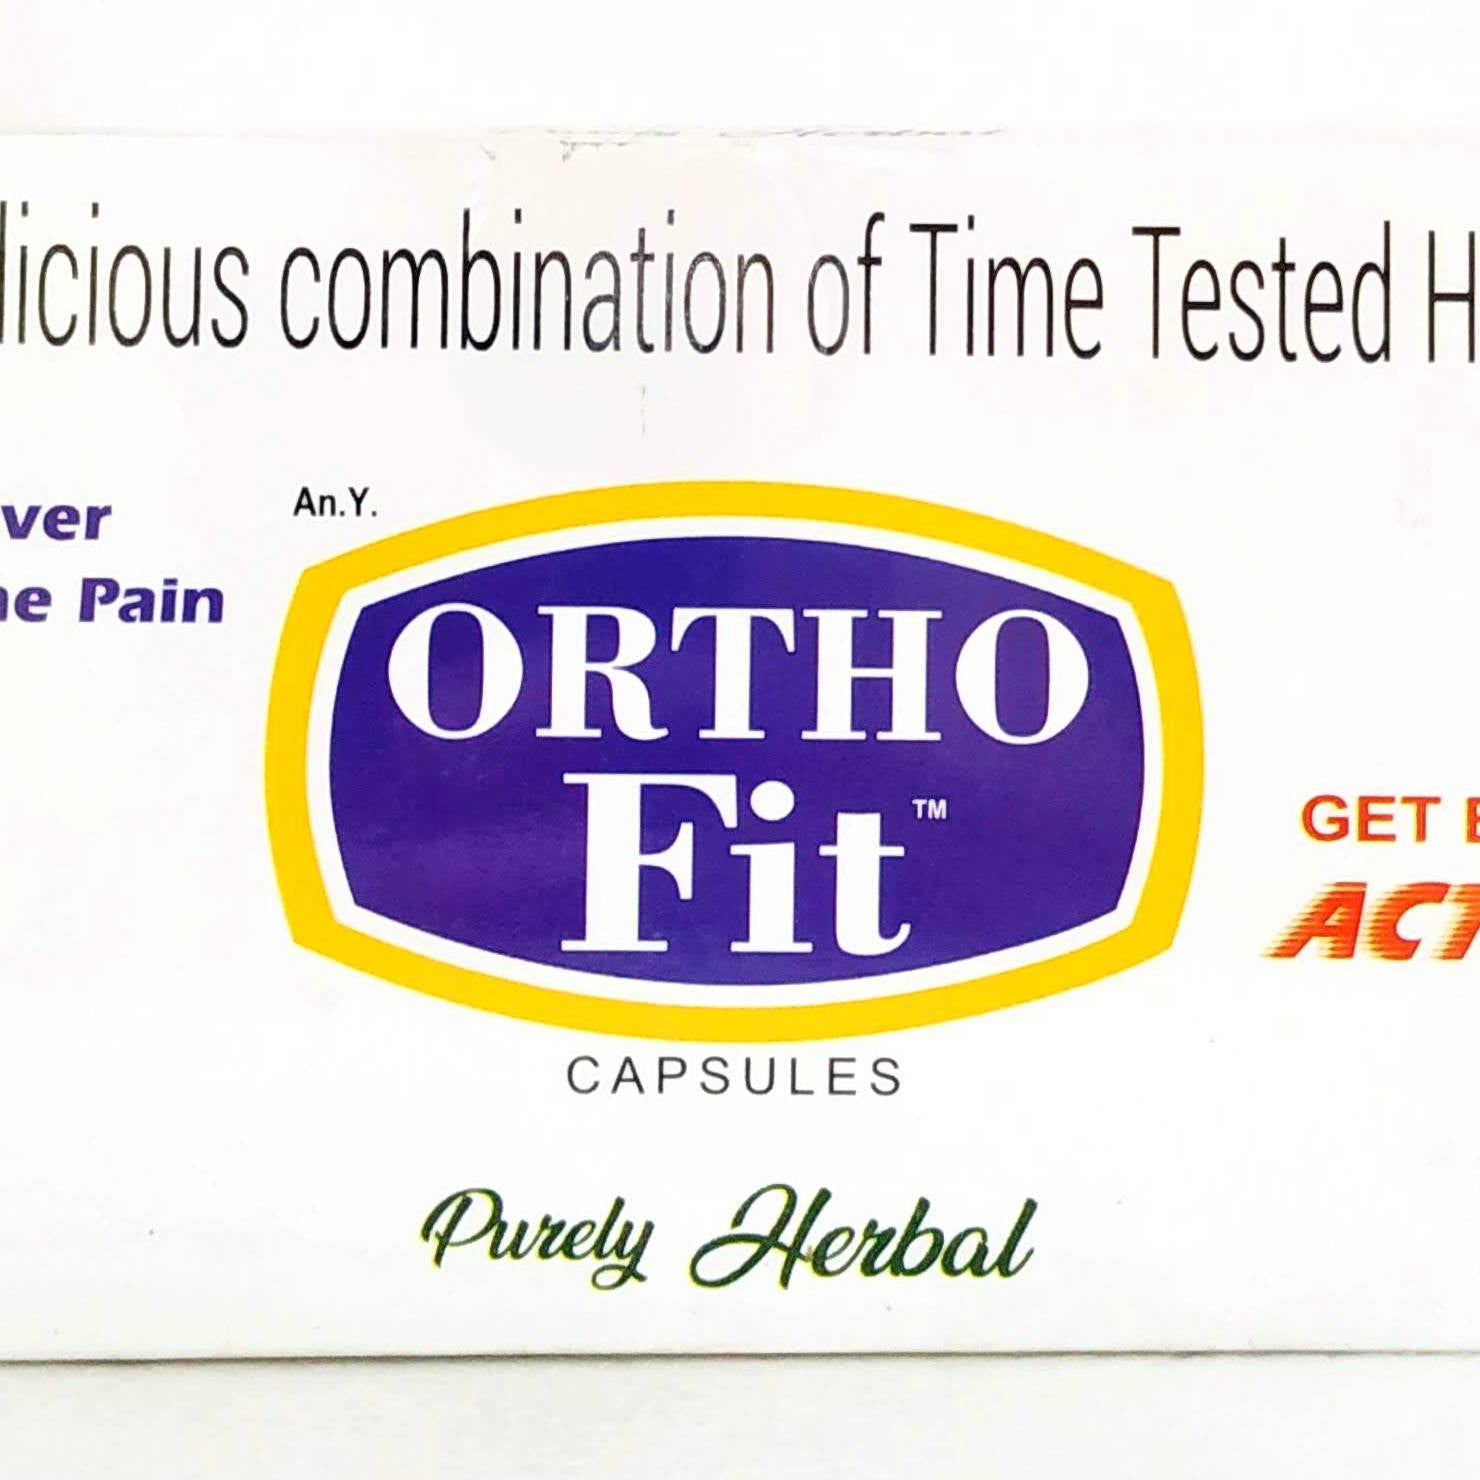 licious combination of Time Tested H
ver
e Pain
An.Y.
ORTHO
Fit™
CAPSULES
GET
ACT
Purely Herbal